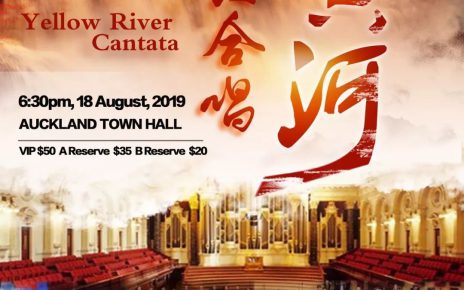 Yellow River
Cantata
合唱
河
6:30pm, 18 August, 2019
AUCKLAND TOWN HALL
VIP $50 A Reserve $35 B Reserve $20